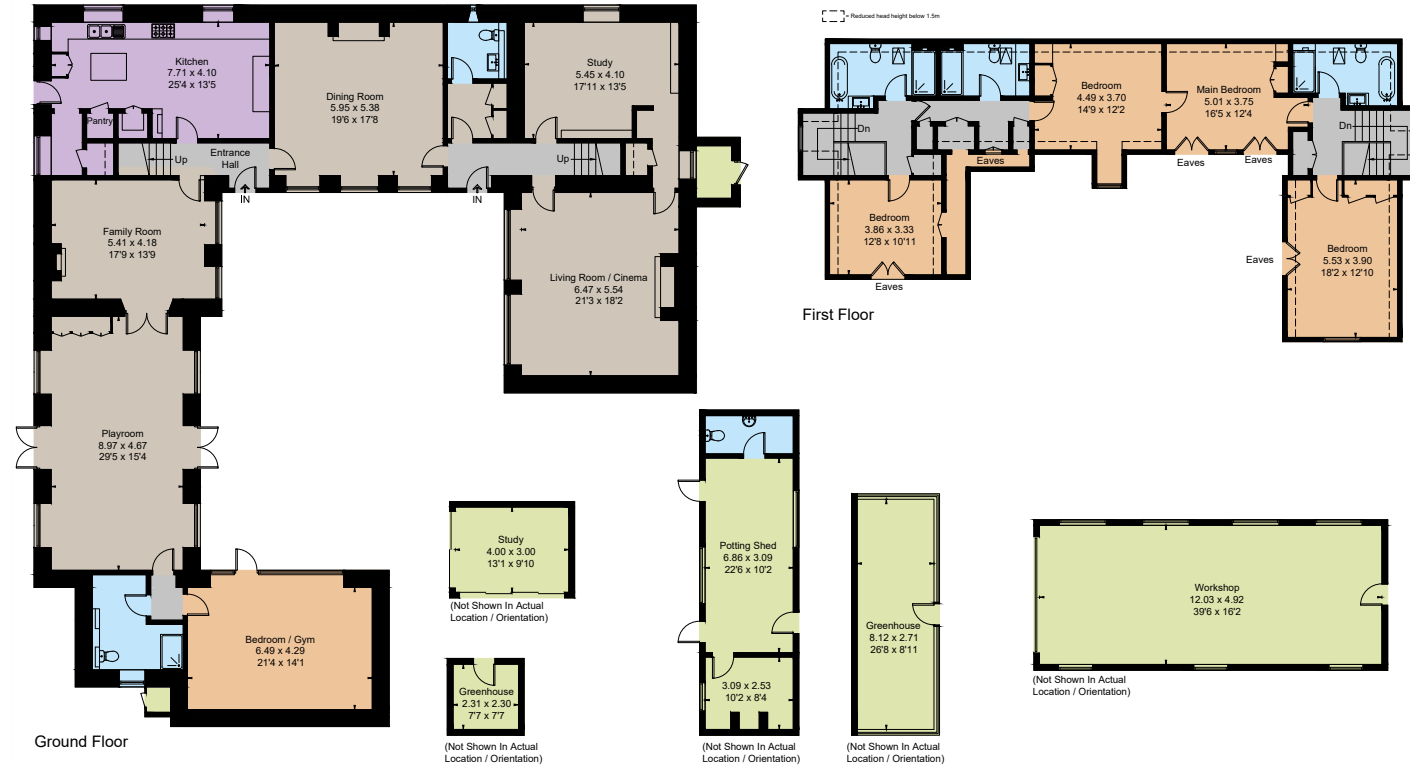 = Reduced head height below 1.5m
Kitchen
7.71 x 4.10
25'4 x 13'5
Pantry
Dining Room
5.95 x 5.38
19'6 x 17'8
Study
5.45 x 4.10
17'11 x 13'5
Up
Entrance
Hall
IN
Up
IN
Family Room
5.41 x 4.18
17'9 x 13'9
Living Room / Cinema
6.47 x 5.54
21'3 x 18'2
Playroom
8.97 x 4.67
29'5 x 15'4
Bedroom / Gym
6.49 x 4.29
21'4 x 14'1
Ground Floor
Dn
Bedroom
4.49 x 3.70
14'9 x 12'2
Main Bedroom
5.01 x 3.75
16'5 x 12'4
Dn
Eaves
Eaves
Eaves
Bedroom
3.86 x 3.33
12'8 x 10'11
Eaves
Bedroom
5.53 x 3.90
18'2 x 12'10
Eaves
First Floor
Study
4.00 x 3.00
13'1 x 9'10
(Not Shown In Actual
Location / Orientation)
Greenhouse
2.31 x 2.30
7'7 x 7'7
(Not Shown In Actual
Location / Orientation)
Potting Shed
6.86 x 3.09
22'6 x 10'2
3.09 x 2.53
10'2 x 8'4
(Not Shown In Actual
Location / Orientation)
Greenhouse
8.12 x 2.71
26'8 x 8'11
(Not Shown In Actual
Location / Orientation)
Workshop
12.03 x 4.92
39'6 x 16'2
(Not Shown In Actual
Location / Orientation)